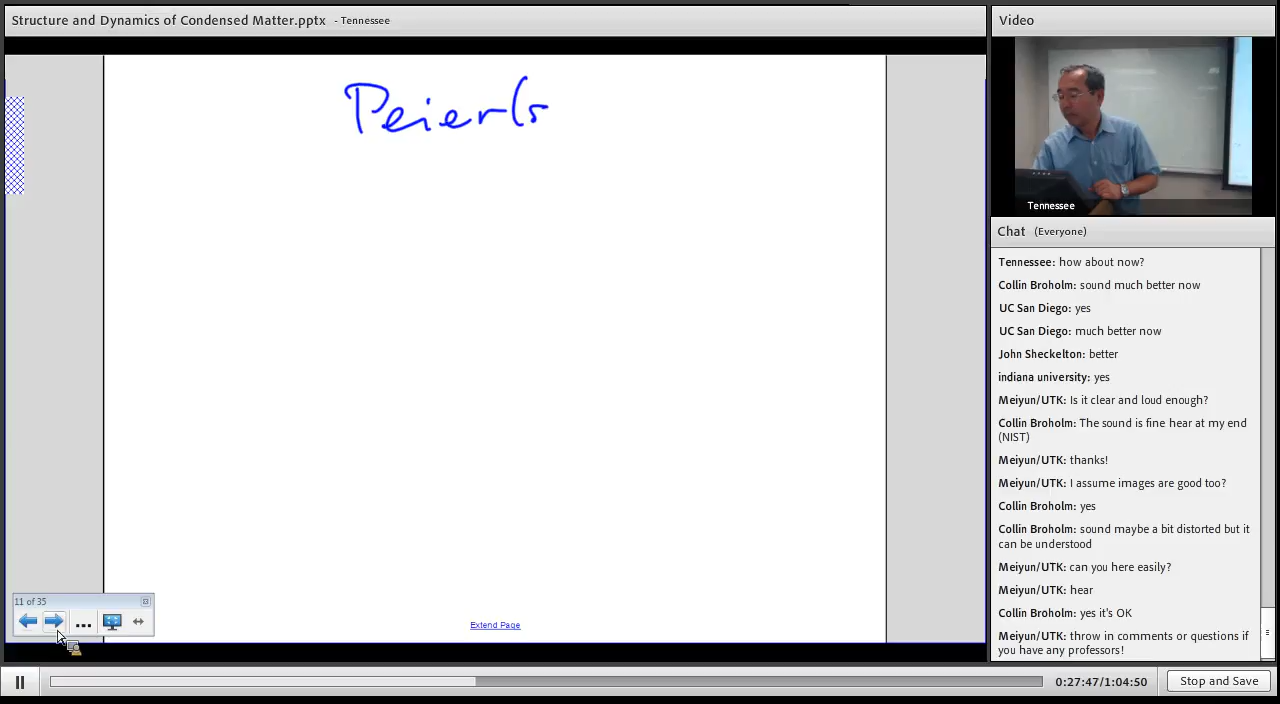 Structure and Dynamics of Condensed Matter.pptx - Tennessee
Peierls
11 of 35
...
Extend Page
Video
Tennessee
Chat (Everyone)
Tennessee: how about now?
Collin Broholm: sound much better now
UC San Diego: yes
UC San Diego: much better now
John Sheckelton: better
indiana university: yes
Meiyun/UTK: Is it clear and loud enough?
Collin Broholm: The sound is fine hear at my end
(NIST)
Meiyun/UTK: thanks!
Meiyun/UTK: I assume images are good too?
Collin Broholm: yes
Collin Broholm: sound maybe a bit distorted but it
can be understood
Meiyun/UTK: can you here easily?
Meiyun/UTK: hear
Collin Broholm: yes it's OK
Meiyun/UTK: throw in comments or questions if
you have any professors!
0:27:47/1:04:50
Stop and Save